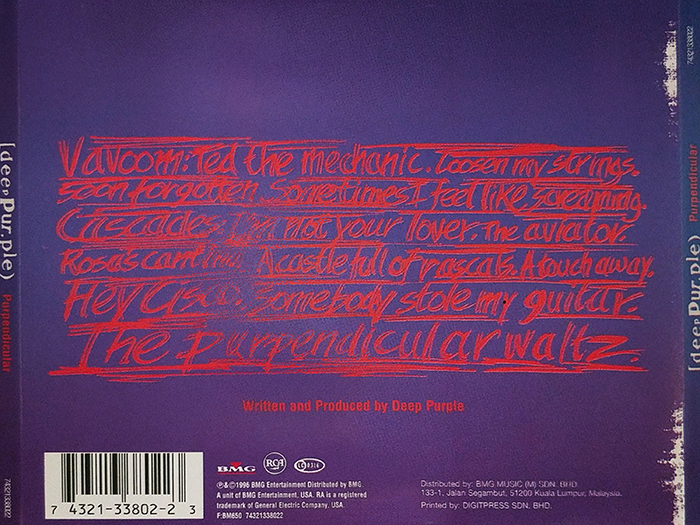 Vavoom: Ted the mechanic. Loosen my strings.
Soon forgotten. Sometimes I feel like screaming.
Cascades: I'm not your lover. The aviator.
Rosa's cantina. A castle full of rascals. A touch away.
Hey Cisco. Somebody stole my guitar.
The purpendicular waltz.
Written and Produced by Deep Purple
BMG
RCA
LC 0316
℗&©1996 BMG Entertainment Distributed by BMG.
A unit of BMG Entertainment, USA. RA is a registered
trademark of General Electric Company, USA.
F:BM650 74321338022
Distributed by: BMG MUSIC (M) SDN. BHD.
133-1, Jalan Segambut, 51200 Kuala Lumpur, Malaysia.
Printed by: DIGITPRESS SDN. BHD.
7 4321-33802-2 3
[deep Pur.ple) Purpendicular
74321338022
74321338022
Purpendicular
[deep Pur.ple)